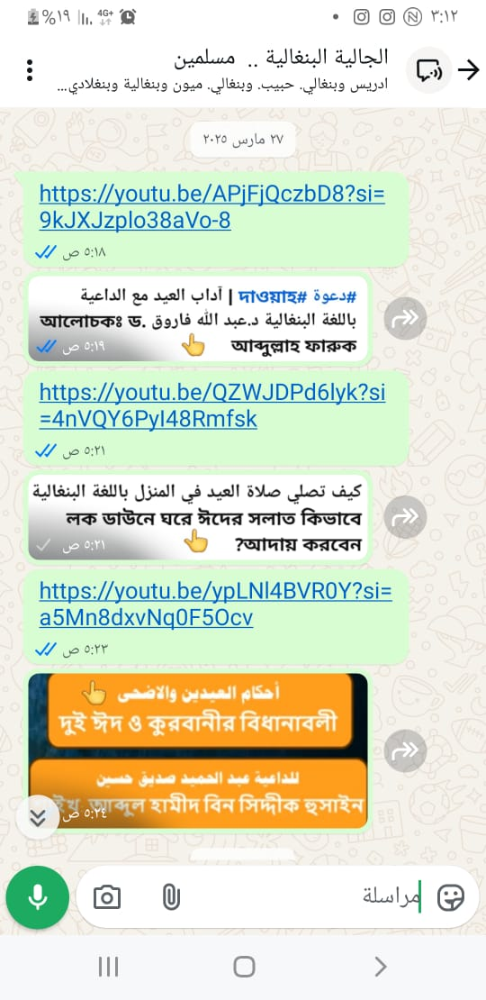 %١٩ 4G+ ٣:١٢
الجالية البنغالية .. مسلمين
ادريس وبنغالي. حبيب. وبنغالي. ميون وبنغالية وبنغلادي...
٢٧ مارس ٢٠٢٥
https://youtu.be/APjFjQczbD8?si=
9kJXJzplo38aVo-8
٥:١٨ ص
#دعوة #দাওয়াহ | آداب العيد مع الداعية
باللغة البنغالية د.عبد الله فاروق আলোচকঃ ড.
আব্দুল্লাহ ফারুক 👆
٥:١٩ ص
https://youtu.be/QZWJDPd6lyk?si
=4nVQY6PyI48Rmfsk
٥:٢١ ص
كيف تصلي صلاة العيد في المنزل باللغة البنغالية
লক ডাউনে ঘরে ঈদের সলাত কিভাবে
আদায় করবেন? 👆
٥:٢١ ص
https://youtu.be/ypLNl4BVR0Y?si=
a5Mn8dxvNq0F5Ocv
٥:٢٣ ص
أحكام العيدين والاضحى 👆
দুই ঈদ ও কুরবানীর বিধানাবলী
للداعية عبد الحميد صديق حسين
আব্দুল হামীদ বিন সিদ্দীক হুসাইন
٥:٢٤ ص
مراسلة